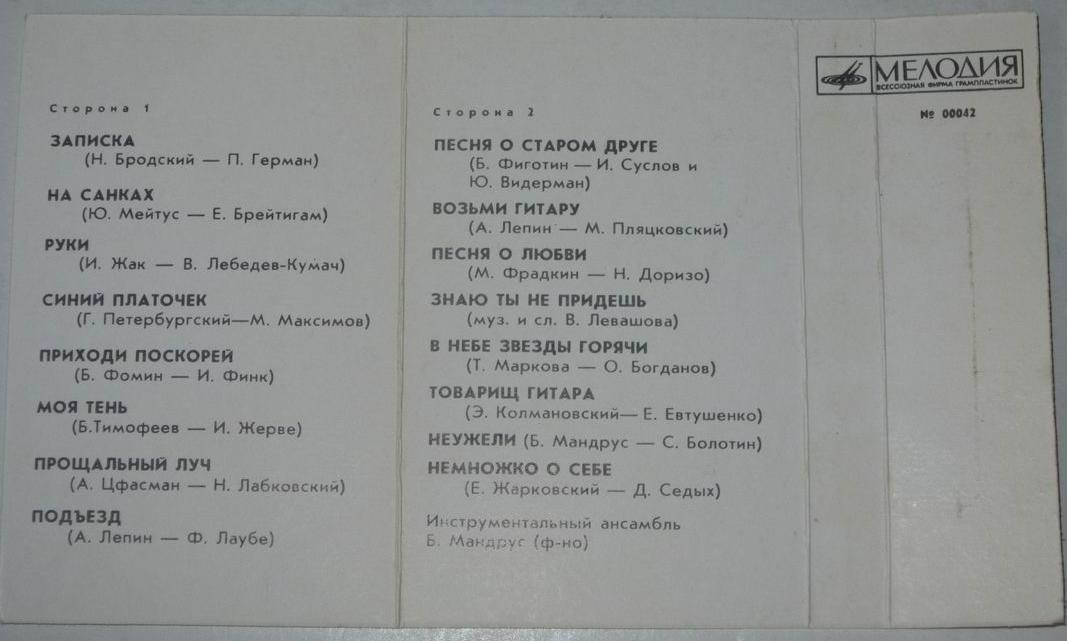 Сторона 1
ЗАПИСКА
(Н. Бродский — П. Герман)
НА САНКАХ
(Ю. Мейтус — Е. Брейтигам)
РУКИ
(И. Жак — В. Лебедев-Кумач)
СИНИЙ ПЛАТОЧЕК
(Г. Петербургский—М. Максимов)
ПРИХОДИ ПОСКОРЕЙ
(Б. Фомин — И. Финк)
МОЯ ТЕНЬ
(Б.Тимофеев — И. Жерве)
ПРОЩАЛЬНЫЙ ЛУЧ
(А. Цфасман — Н. Лабковский)
ПОДЪЕЗД
(А. Лепин — Ф. Лаубе)
Сторона 2
ПЕСНЯ О СТАРОМ ДРУГЕ
(Б. Фиготин — И. Суслов и
Ю. Видерман)
ВОЗЬМИ ГИТАРУ
(А. Лепин — М. Пляцковский)
ПЕСНЯ О ЛЮБВИ
(М. Фрадкин — Н. Доризо)
ЗНАЮ ТЫ НЕ ПРИДЕШЬ
(муз. и сл. В. Левашова)
В НЕБЕ ЗВЕЗДЫ ГОРЯЧИ
(Т. Маркова — О. Богданов)
ТОВАРИЩ ГИТАРА
(Э. Колмановский— Е. Евтушенко)
НЕУЖЕЛИ (Б. Мандрус — С. Болотин)
НЕМНОЖКО О СЕБЕ
(Е. Жарковский — Д. Седых)
Инструментальный ансамбль
Б. Мандрус (ф-но)
МЕЛОДИЯ
ВСЕСОЮЗНАЯ ФИРМА ГРАМПЛАСТИНОК
№ 00042